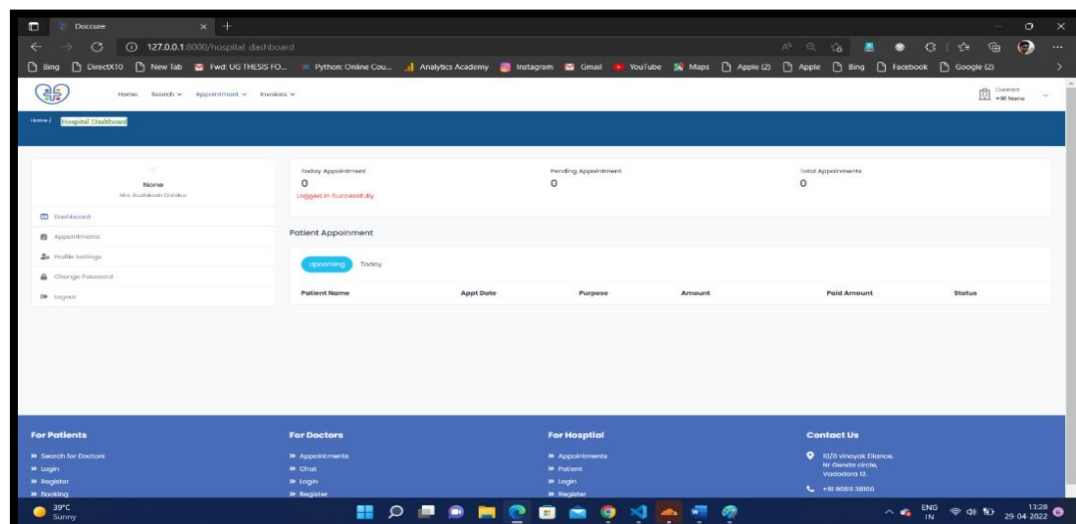 Doccure
127.0.0.1:8000/hospital_dashboard
Bing DirectX10 New Tab Fwd: UG THESIS FO... Python: Online Cou... Analytics Academy Instagram Gmail YouTube Maps Apple (2) Apple Bing Facebook Google (2)
Home Search Appointment Invoices
Contact
+91 None
Home / Hospital Dashboard
None
Dashboard
Appointments
Profile Settings
Change Password
logout
Today Appointment
0
Logged in Successfully
Pending Appointment
0
Total Appoinments
0
Patient Appoinment
Upcoming Today
Patient Name Appt Date Purpose Amount Paid Amount Status
For Patients
Search for Doctors
Login
Register
Booking
For Doctors
Appointments
Chat
Login
Register
For Hosptial
Appointments
Patient
Login
Register
Contact Us
Nr Genda circle,
Vadodara 12.
39°C
Sunny
ENG
IN
13:28
29-04-2022